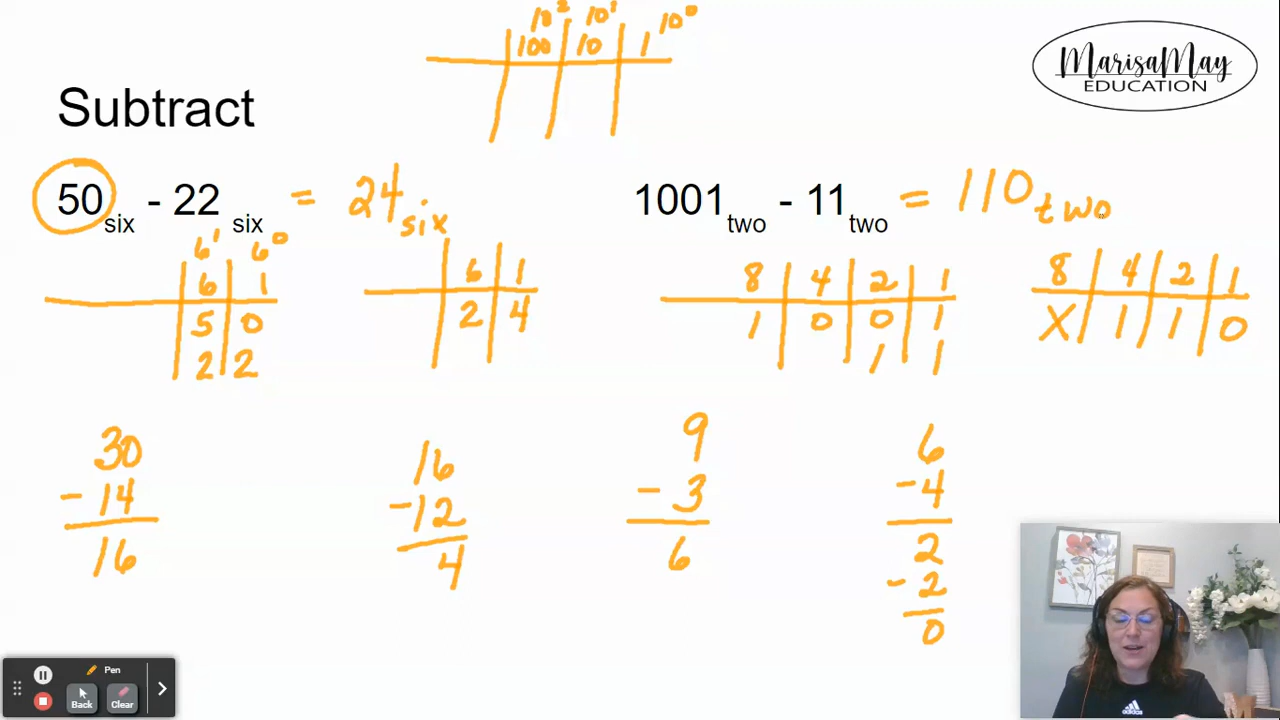 10² 10¹ 10⁰
100 10 1
MarisaMay
EDUCATION
Subtract
50six - 22six = 24six
1001two - 11two = 110two
6¹ 6⁰
6 1
5 0
2 2
6 1
2 4
8 4 2 1
1 0 0 1
1 1
8 4 2 1
X 1 1 0
30
- 14
16
16
- 12
4
9
- 3
6
6
- 4
2
- 2
0
Pen
Back
Clear
adidas